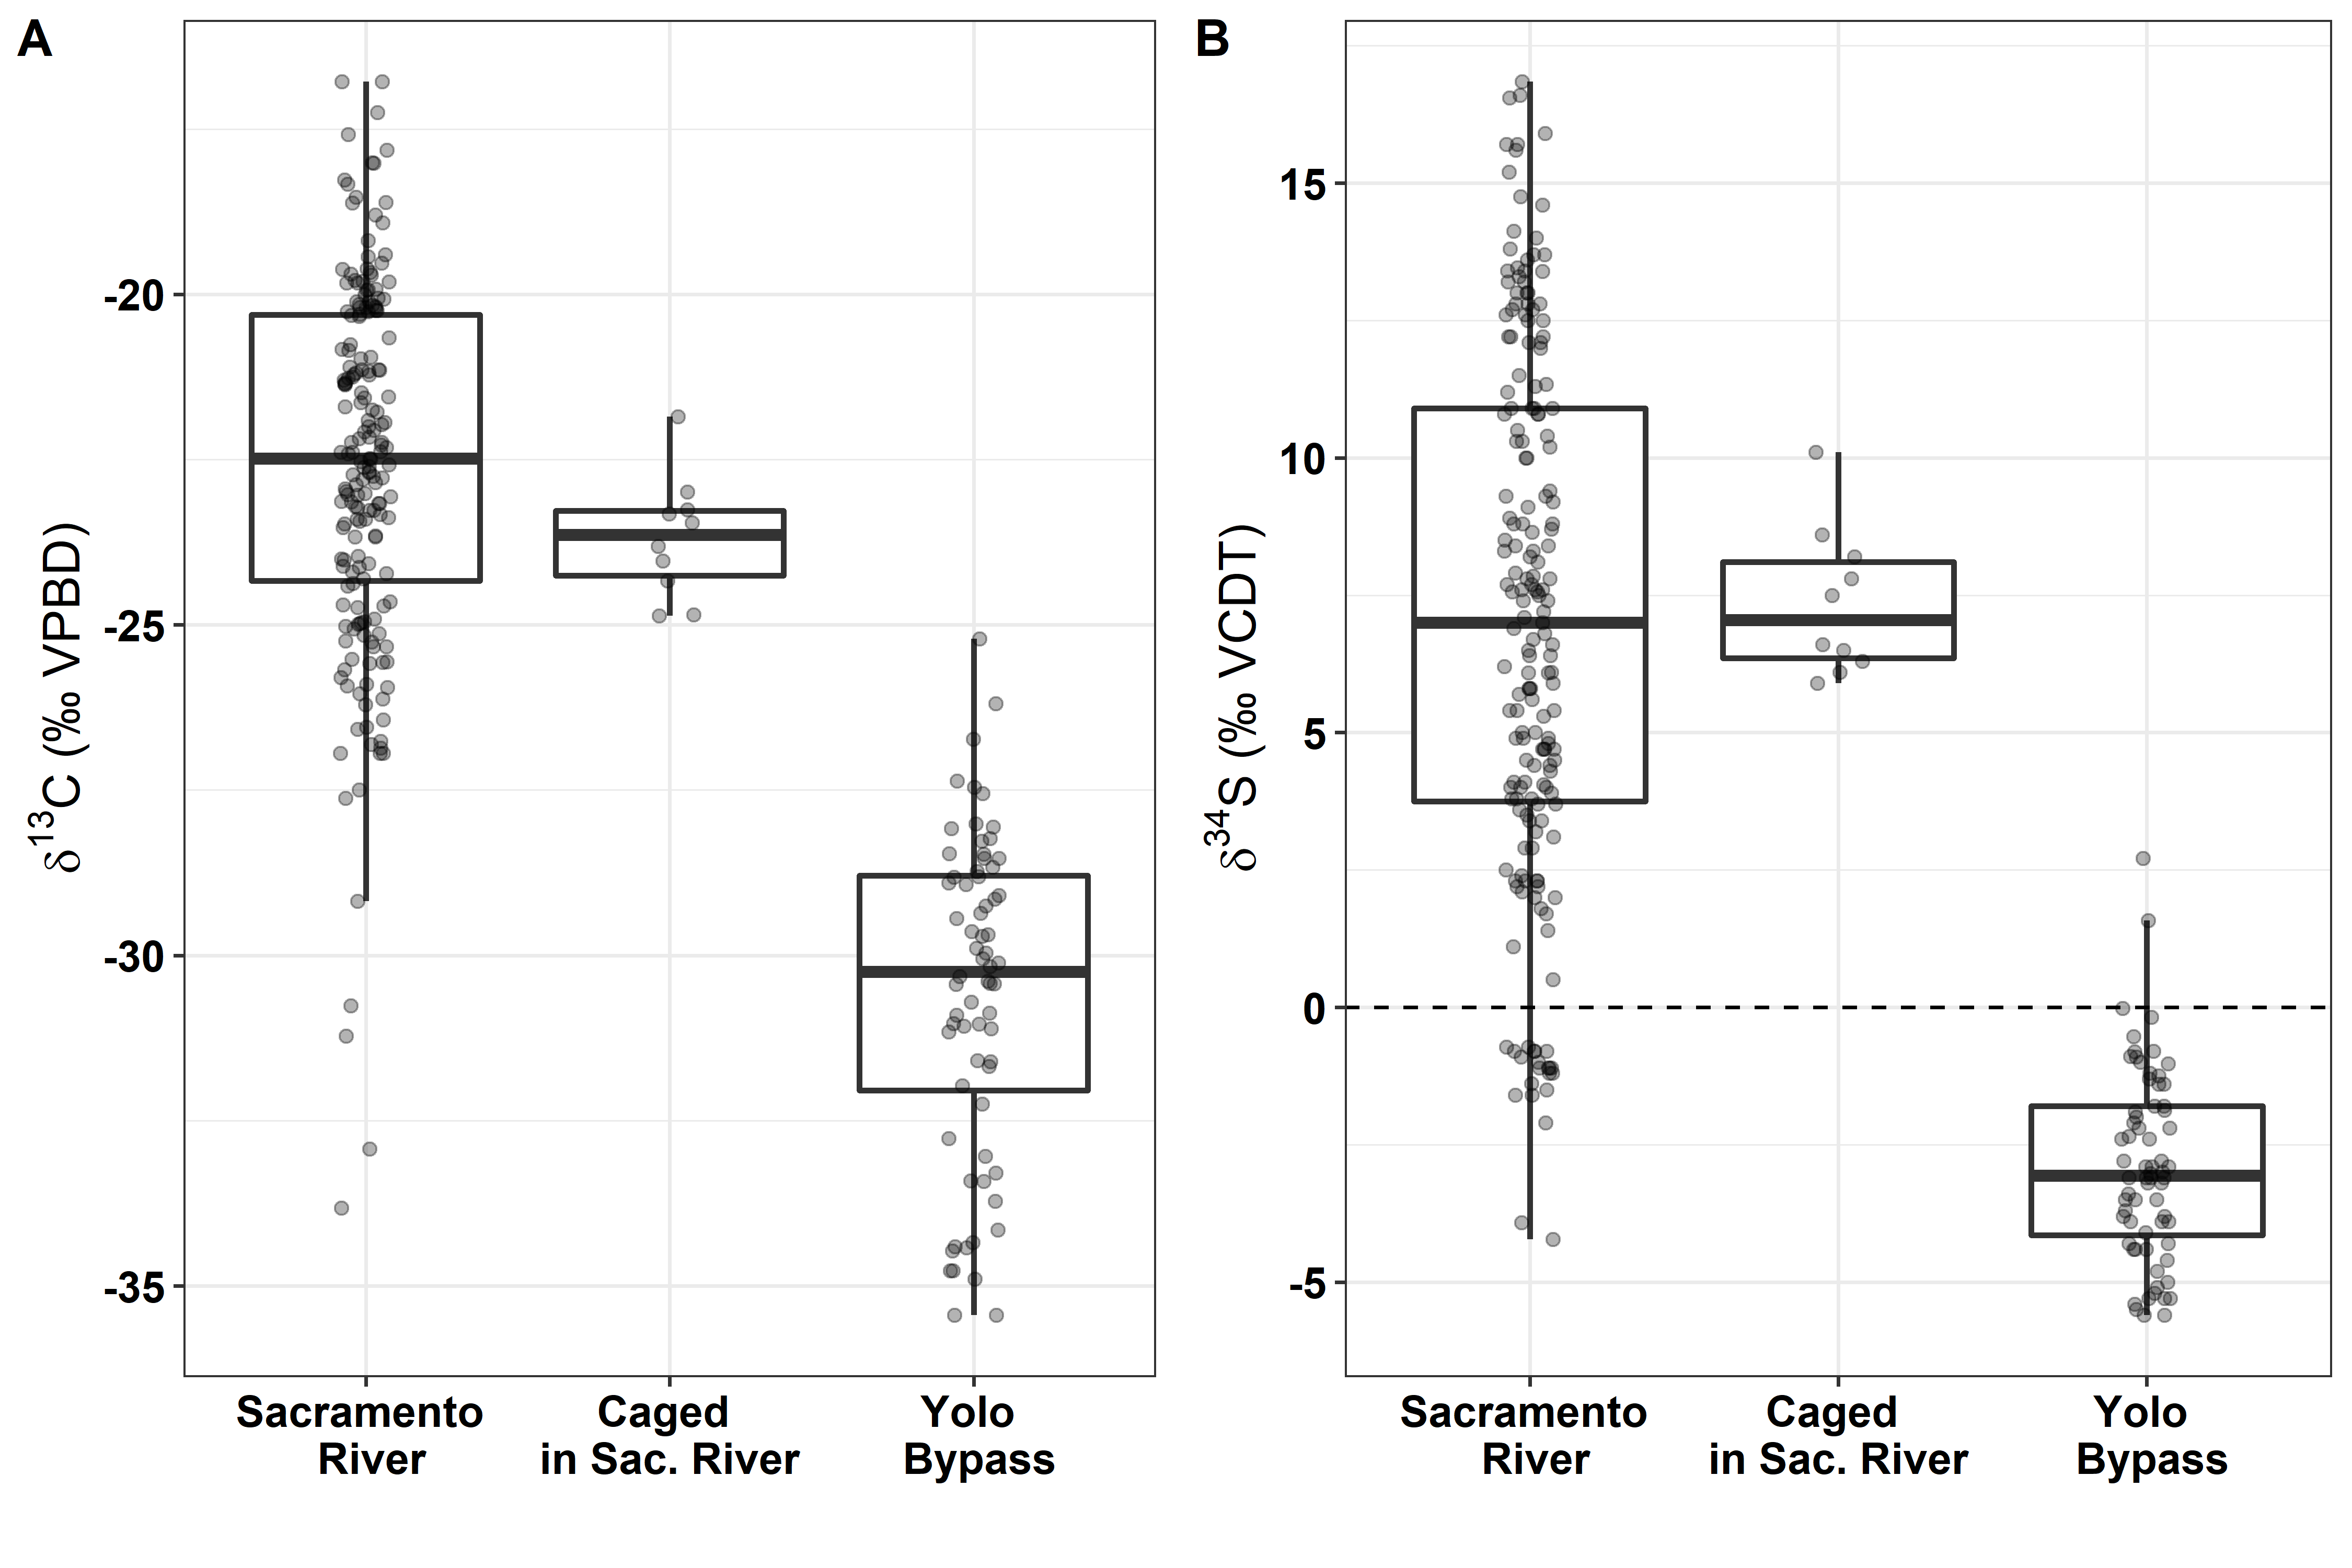 A
δ13C (‰ VPBD)
-20
-25
-30
-35
Sacramento
River
Caged
in Sac. River
Yolo
Bypass
B
δ34S (‰ VCDT)
15
10
5
0
-5
Sacramento
River
Caged
in Sac. River
Yolo
Bypass